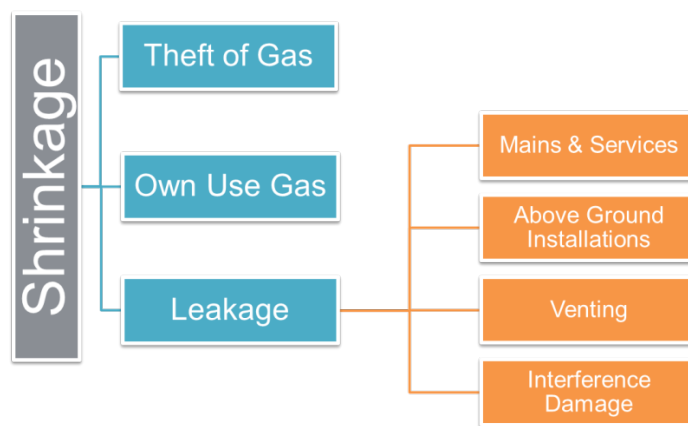 Shrinkage
Theft of Gas
Own Use Gas
Leakage
Mains & Services
Above Ground
Installations
Venting
Interference
Damage